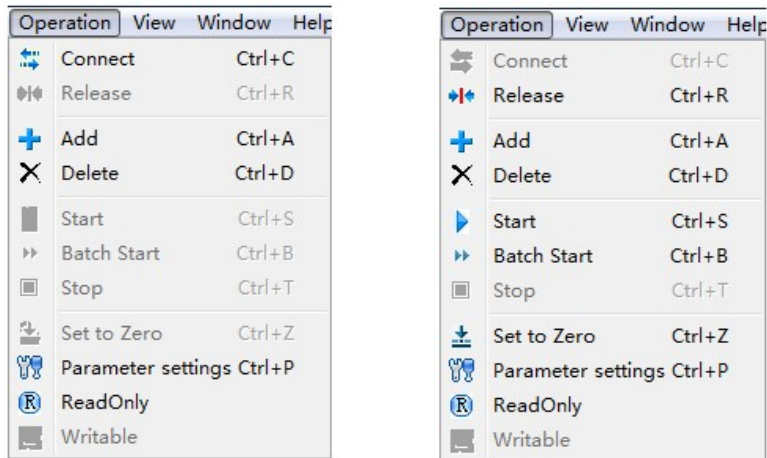 Operation View Window Help
Connect Ctrl+C
Release Ctrl+R
Add Ctrl+A
Delete Ctrl+D
Start Ctrl+S
Batch Start Ctrl+B
Stop Ctrl+T
Set to Zero Ctrl+Z
Parameter settings Ctrl+P
R ReadOnly
Writable
Operation View Window Help
Connect Ctrl+C
Release Ctrl+R
Add Ctrl+A
Delete Ctrl+D
Start Ctrl+S
Batch Start Ctrl+B
Stop Ctrl+T
Set to Zero Ctrl+Z
Parameter settings Ctrl+P
R ReadOnly
Writable